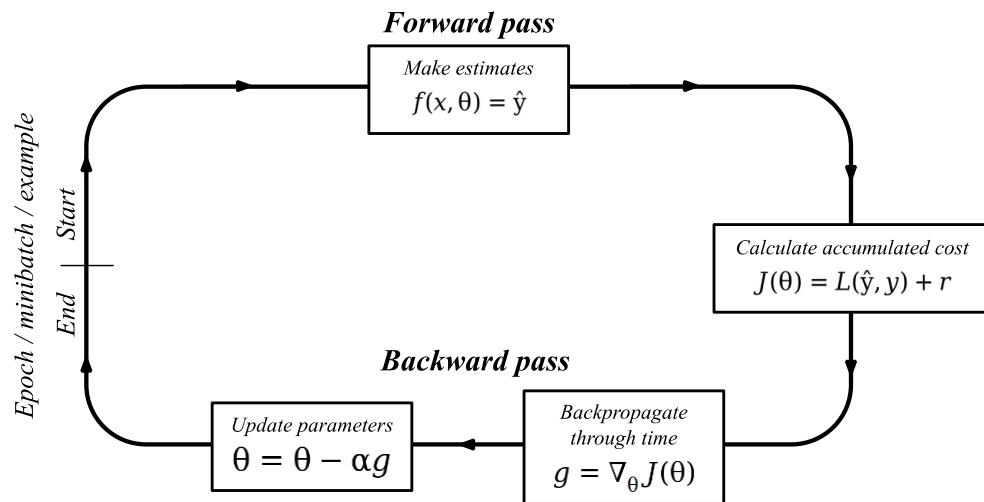 Forward pass
Make estimates
f(x, θ) = ŷ
Calculate accumulated cost
J(θ) = L(ŷ, y) + r
Backward pass
Backpropagate
through time
g = ∇θJ(θ)
Update parameters
θ = θ − αg
Epoch / minibatch / example
End
Start